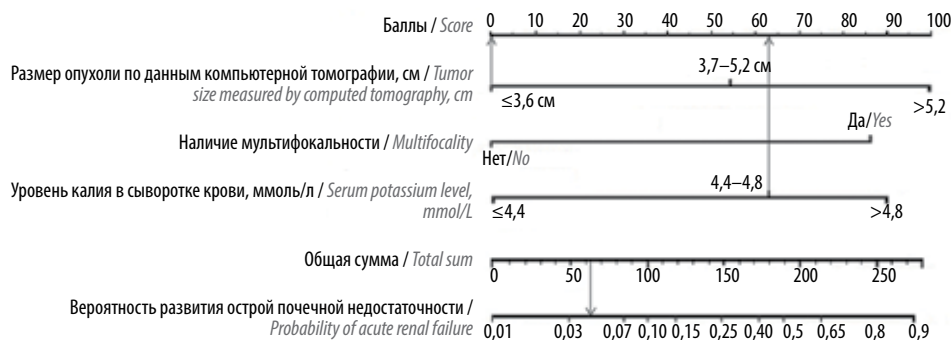 Баллы / Score
0 10 20 30 40 50 60 70 80 90 100
Размер опухоли по данным компьютерной томографии, см / Tumor
size measured by computed tomography, cm
3,7–5,2 см
≤3,6 см >5,2
Наличие мультифокальности / Multifocality
Да/Yes
Нет/No
Уровень калия в сыворотке крови, ммоль/л / Serum potassium level,
mmol/L
4,4–4,8
≤4,4 >4,8
Общая сумма / Total sum
0 50 100 150 200 250
Вероятность развития острой почечной недостаточности /
Probability of acute renal failure
0,01 0,03 0,07 0,10 0,15 0,25 0,40 0,5 0,65 0,8 0,9